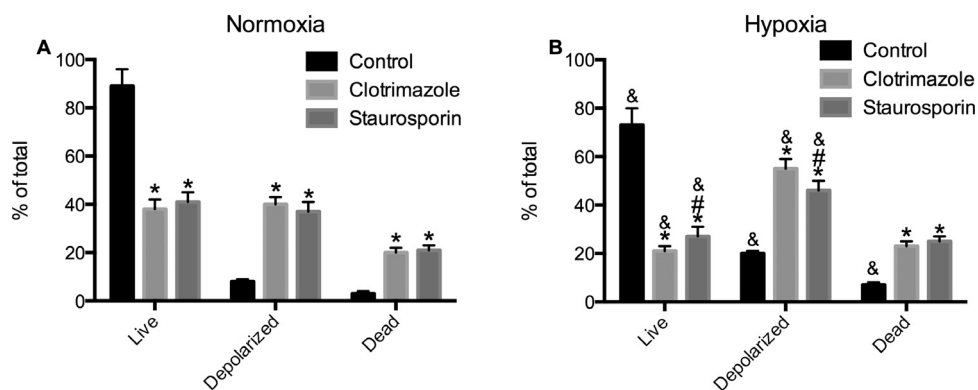 Normoxia
A
Control
Clotrimazole
Staurosporin
% of total
100
80
60
40
20
0
* *
* *
* *
Live
Depolarized
Dead
Hypoxia
B
Control
Clotrimazole
Staurosporin
% of total
100
80
60
40
20
0
&
&
*
&
#
*
&
&
*
&
#
*
&
*
*
Live
Depolarized
Dead